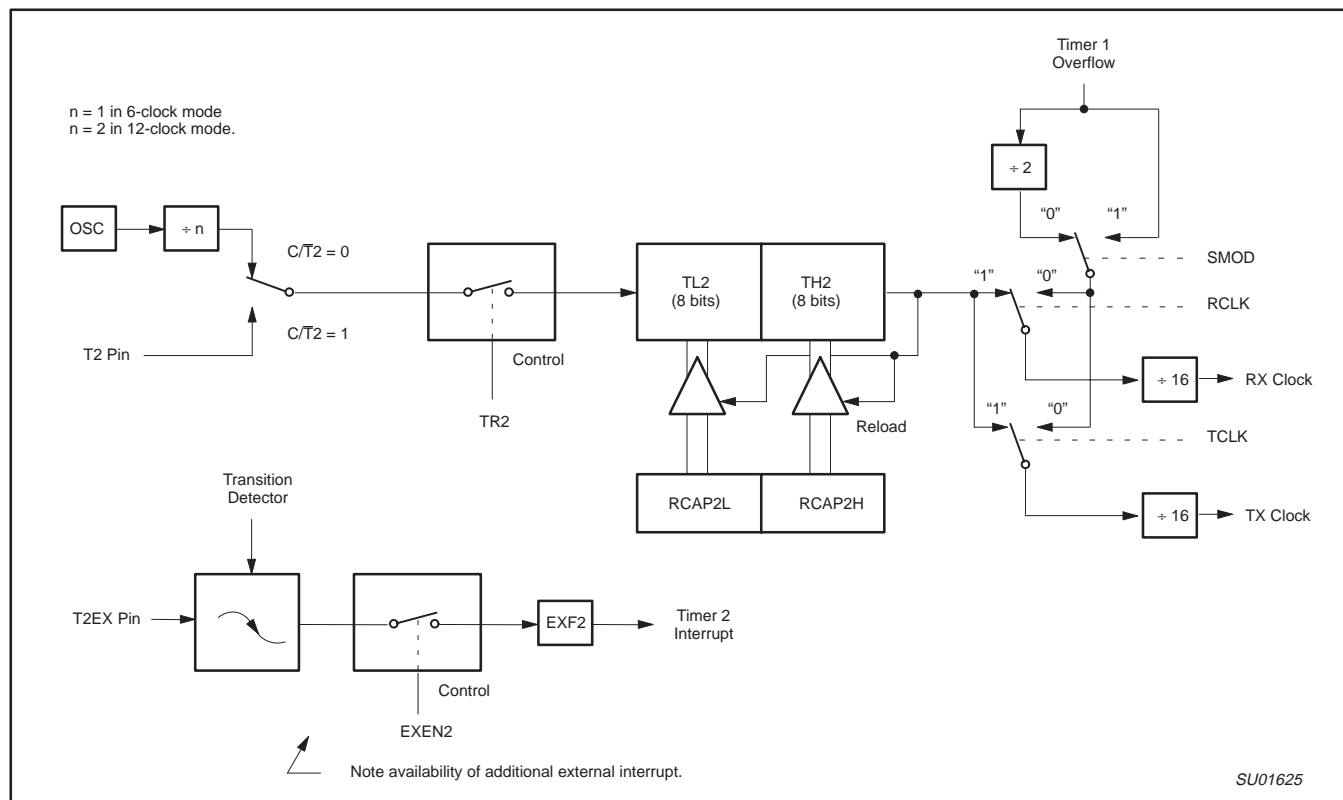 Timer 1
Overflow
n = 1 in 6-clock mode
n = 2 in 12-clock mode.
÷ 2
“0” “1”
OSC
÷ n
C/T̅2 = 0
TL2
(8 bits)
TH2
(8 bits)
SMOD
“1” “0”
RCLK
C/T̅2 = 1
T2 Pin
Control
÷ 16
RX Clock
TR2
Reload
“1” “0”
TCLK
Transition
Detector
RCAP2L
RCAP2H
÷ 16
TX Clock
T2EX Pin
EXF2
Timer 2
Interrupt
Control
EXEN2
Note availability of additional external interrupt.
SU01625